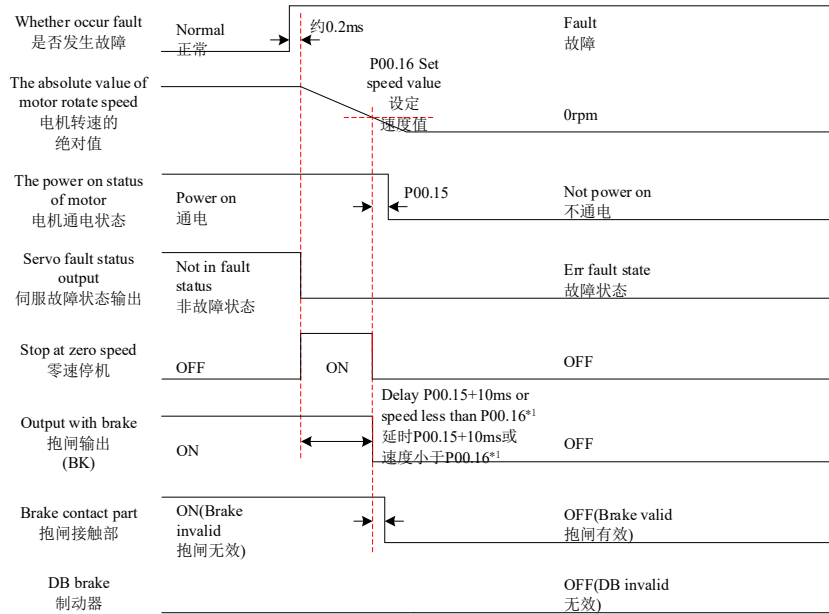 Whether occur fault
是否发生故障
Normal
正常
约0.2ms
Fault
故障
The absolute value of
motor rotate speed
电机转速的
绝对值
P00.16 Set
speed value
设定
速度值
0rpm
The power on status
of motor
电机通电状态
Power on
通电
P00.15
Not power on
不通电
Servo fault status
output
伺服故障状态输出
Not in fault
status
非故障状态
Err fault state
故障状态
Stop at zero speed
零速停机
OFF
ON
OFF
Output with brake
抱闸输出
(BK)
ON
Delay P00.15+10ms or
speed less than P00.16*1
延时P00.15+10ms或
速度小于P00.16*1
OFF
Brake contact part
抱闸接触部
ON(Brake
invalid
抱闸无效)
OFF(Brake valid
抱闸有效)
DB brake
制动器
OFF(DB invalid
无效)